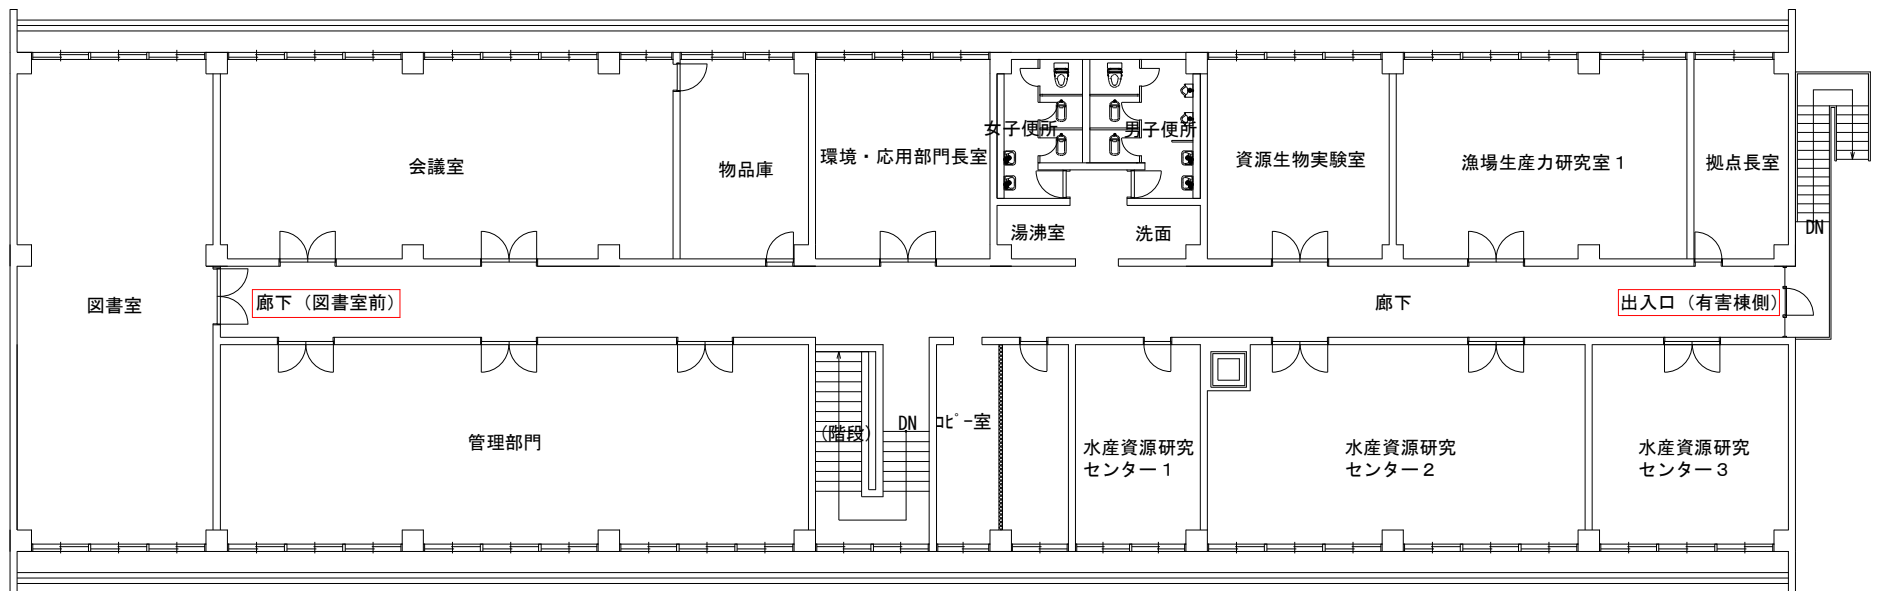 女子便所
男子便所
会議室
物品庫
環境・応用部門長室
資源生物実験室
漁場生産力研究室1
拠点長室
湯沸室
洗面
DN
図書室
廊下（図書室前）
廊下
出入口（有害棟側）
管理部門
（階段）
DN
ｺﾋﾟｰ室
水産資源研究
センター1
水産資源研究
センター2
水産資源研究
センター3